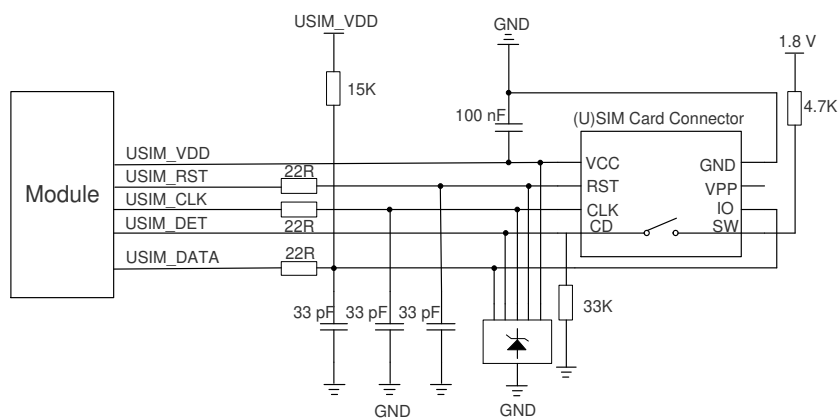 USIM_VDD
GND
1.8 V
15K
4.7K
100 nF
(U)SIM Card Connector
Module
USIM_VDD
VCC
GND
USIM_RST
22R
RST
VPP
USIM_CLK
CLK
IO
USIM_DET
22R
CD
SW
USIM_DATA
22R
33 pF
33 pF
33 pF
33K
GND
GND